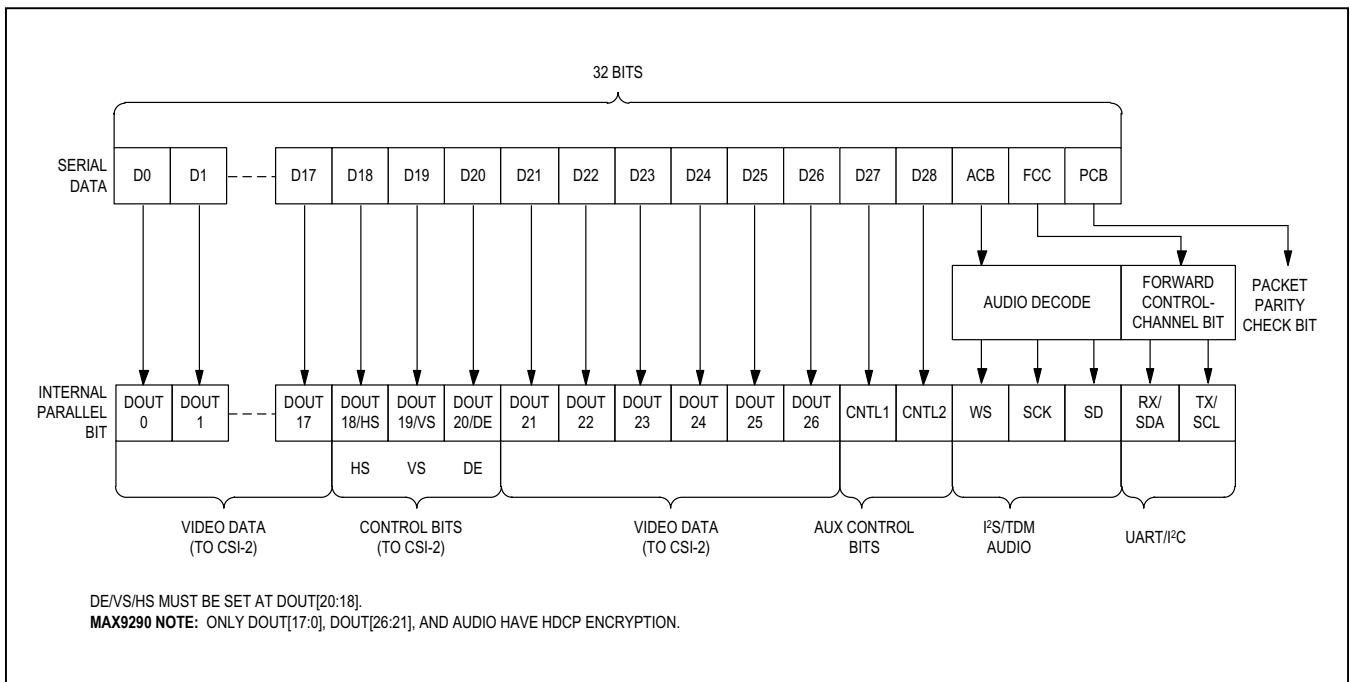 32 BITS
SERIAL
DATA
D0 D1 D17 D18 D19 D20 D21 D22 D23 D24 D25 D26 D27 D28 ACB FCC PCB
AUDIO DECODE
FORWARD
CONTROL-
CHANNEL BIT
PACKET
PARITY
CHECK BIT
INTERNAL
PARALLEL
BIT
DOUT
0
DOUT
1
DOUT
17
DOUT
18/HS
DOUT
19/VS
DOUT
20/DE
DOUT
21
DOUT
22
DOUT
23
DOUT
24
DOUT
25
DOUT
26
CNTL1
CNTL2
WS
SCK
SD
RX/
SDA
TX/
SCL
HS VS DE
VIDEO DATA
(TO CSI-2)
CONTROL BITS
(TO CSI-2)
VIDEO DATA
(TO CSI-2)
AUX CONTROL
BITS
I²S/TDM
AUDIO
UART/I²C
DE/VS/HS MUST BE SET AT DOUT[20:18].
MAX9290 NOTE: ONLY DOUT[17:0], DOUT[26:21], AND AUDIO HAVE HDCP ENCRYPTION.